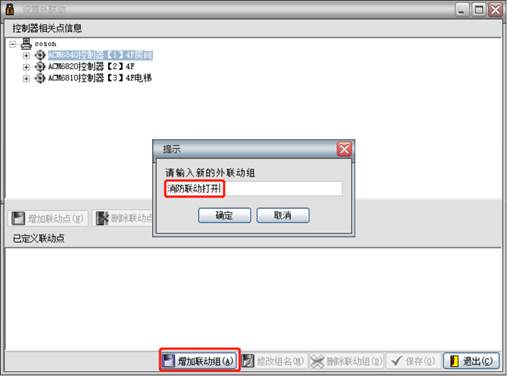 设置外联动
控制器相关点信息
cozon
ACM6840控制器【1】4F房间
ACM6820控制器【2】4F
ACM6810控制器【3】4F电梯
提示
请输入新的外联动组
消防联动打开
确定 取消
增加联动点(N) 删除联动点
已定义联动点
增加联动组(A) 修改组名(M) 删除联动组(D) 保存(O) 退出(C)